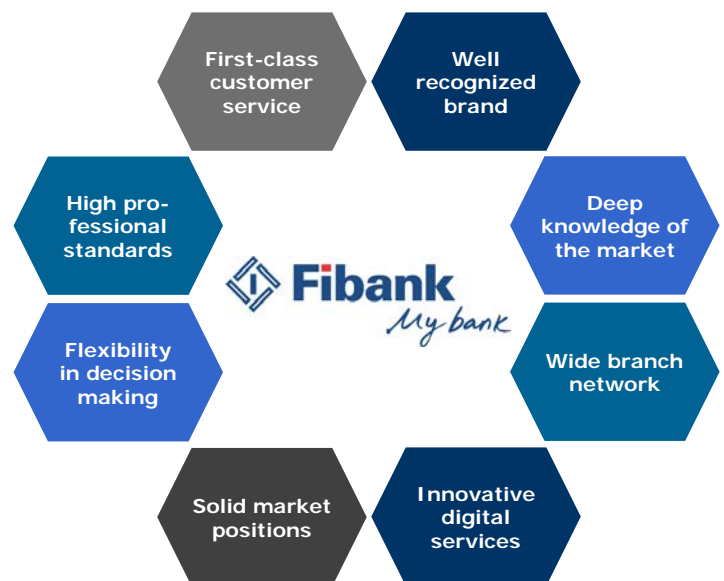 First-class
customer
service
Well
recognized
brand
High pro-
fessional
standards
Deep
knowledge of
the market
Fibank
My bank
Flexibility
in decision
making
Wide branch
network
Solid market
positions
Innovative
digital
services